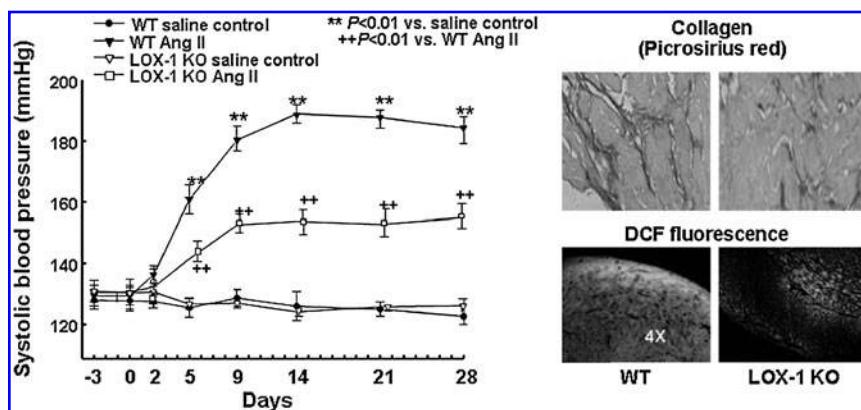 WT saline control
WT Ang II
LOX-1 KO saline control
LOX-1 KO Ang II
** P<0.01 vs. saline control
++P<0.01 vs. WT Ang II
Systolic blood pressure (mmHg)
200
180
160
140
120
**
**
**
**
**
++
++
++
++
++
-3 0 2 5 9 14 21 28
Days
Collagen
(Picrosirius red)
DCF fluorescence
4X
WT LOX-1 KO